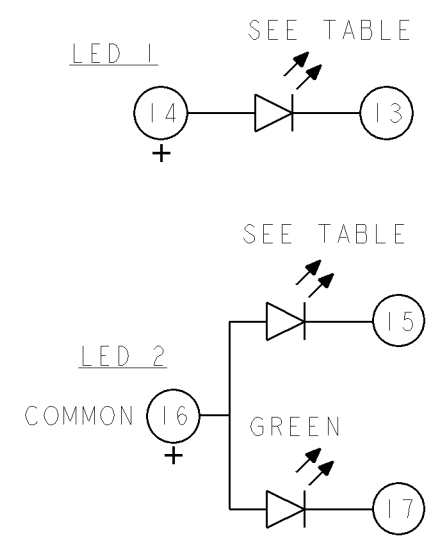 SEE TABLE
LED 1
14
13
+
SEE TABLE
15
LED 2
COMMON 16
+
GREEN
17